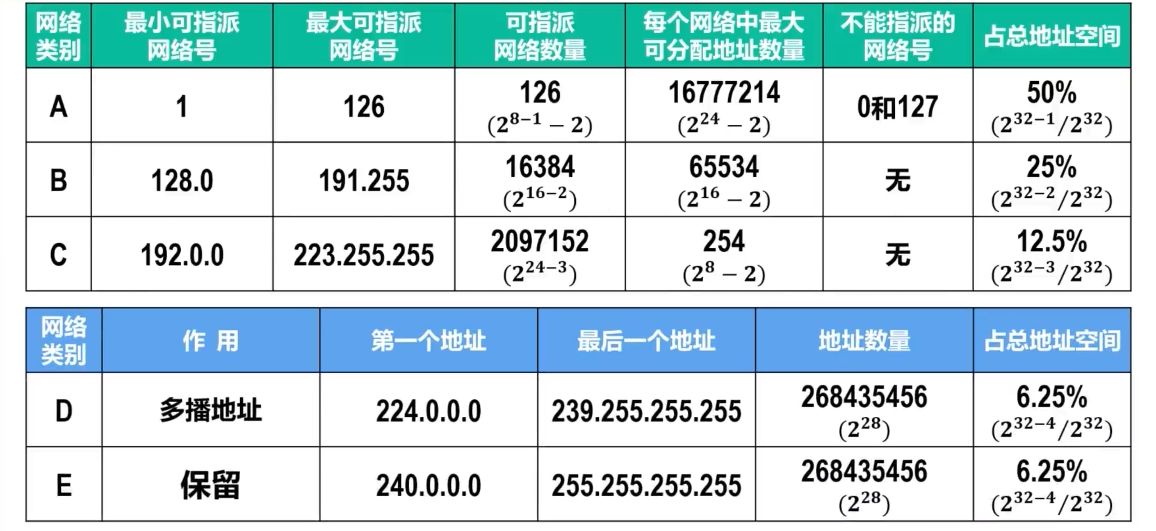 网络类别 最小可指派网络号 最大可指派网络号 可指派网络数量 每个网络中最大可分配地址数量 不能指派的网络号 占总地址空间
A 1 126 126 (2^{8-1} − 2) 16777214 (2^{24} − 2) 0和127 50% (2^{32-1}/2^{32})
B 128.0 191.255 16384 (2^{16-2}) 65534 (2^{16} − 2) 无 25% (2^{32-2}/2^{32})
C 192.0.0 223.255.255 2097152 (2^{24-3}) 254 (2^{8} − 2) 无 12.5% (2^{32-3}/2^{32})
网络类别 作 用 第一个地址 最后一个地址 地址数量 占总地址空间
D 多播地址 224.0.0.0 239.255.255.255 268435456 (2^{28}) 6.25% (2^{32-4}/2^{32})
E 保留 240.0.0.0 255.255.255.255 268435456 (2^{28}) 6.25% (2^{32-4}/2^{32})